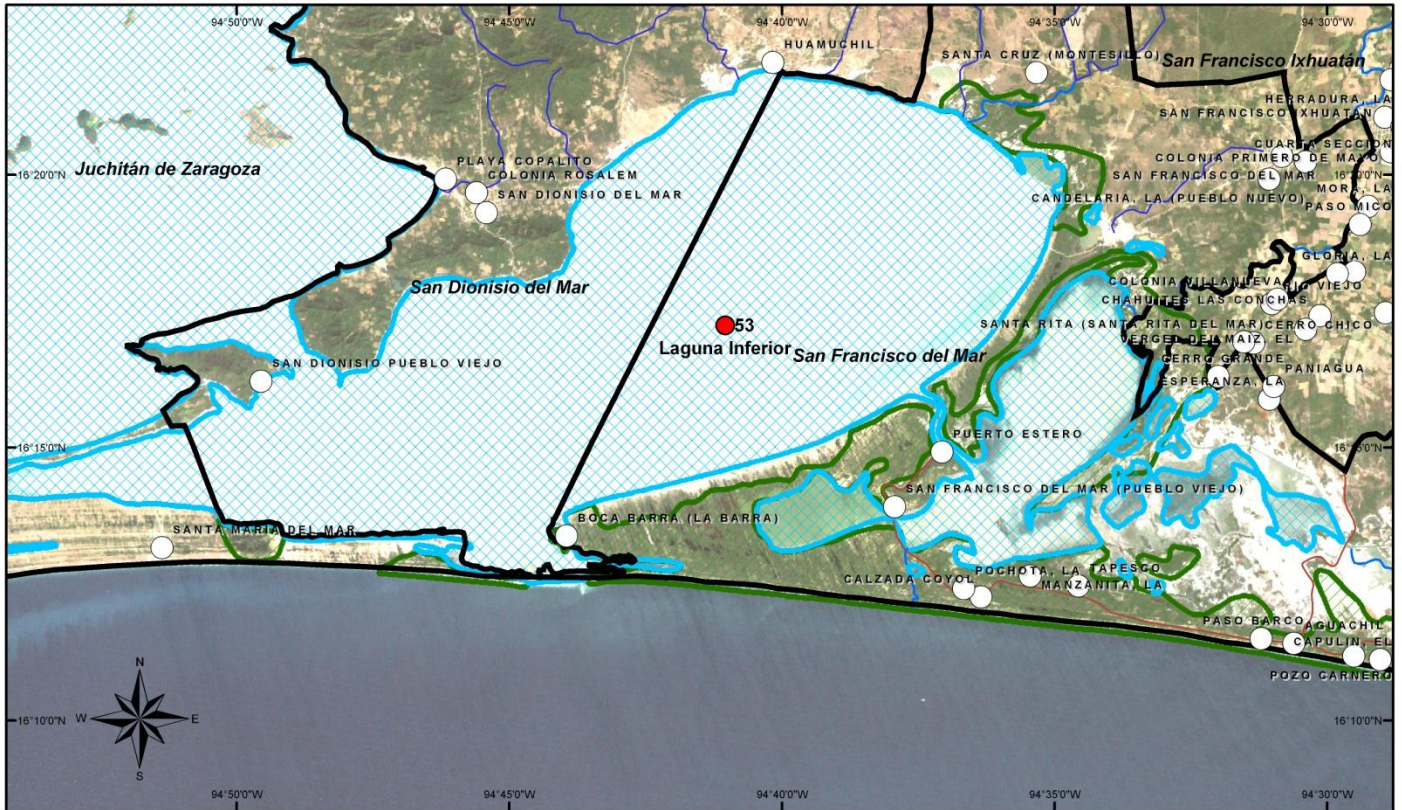 94°50'0"W 94°45'0"W 94°40'0"W 94°35'0"W 94°30'0"W
HUAMUCHIL
SANTA CRUZ (MONTESILLO)
San Francisco Ixhuatán
HERRADURA, LA
SAN FRANCISCO IXHUATAN
CUARTA SECCION
COLONIA PRIMERO DE MAYO
PLAYA COPALITO
Juchitán de Zaragoza
COLONIA ROSALEM
16°20'0"N
SAN FRANCISCO DEL MAR
16°20'0"N
SAN DIONISIO DEL MAR
MORA, LA
CANDELARIA, LA (PUEBLO NUEVO)
PASO MICO
GLORIA, LA
COLONIA VILLANUEVA
RIO VIEJO
San Dionisio del Mar
CHAHUITES LAS CONCHAS
53
SANTA RITA (SANTA RITA DEL MAR)
CERRO CHICO
VERGEL DEL MAIZ, EL
Laguna Inferior
San Francisco del Mar
CERRO GRANDE
SAN DIONISIO PUEBLO VIEJO
PANIAGUA
ESPERANZA, LA
PUERTO ESTERO
16°15'0"N
16°15'0"N
SAN FRANCISCO DEL MAR (PUEBLO VIEJO)
SANTA MARIA DEL MAR
BOCA BARRA (LA BARRA)
POCHOTA, LA
TAPESCO
CALZADA COYOL
MANZANITA, LA
PASO BARCO
AGUACHIL
CAPULIN, EL
POZO CARNERO
N
W E
S
16°10'0"N
16°10'0"N
94°50'0"W 94°45'0"W 94°40'0"W 94°35'0"W 94°30'0"W